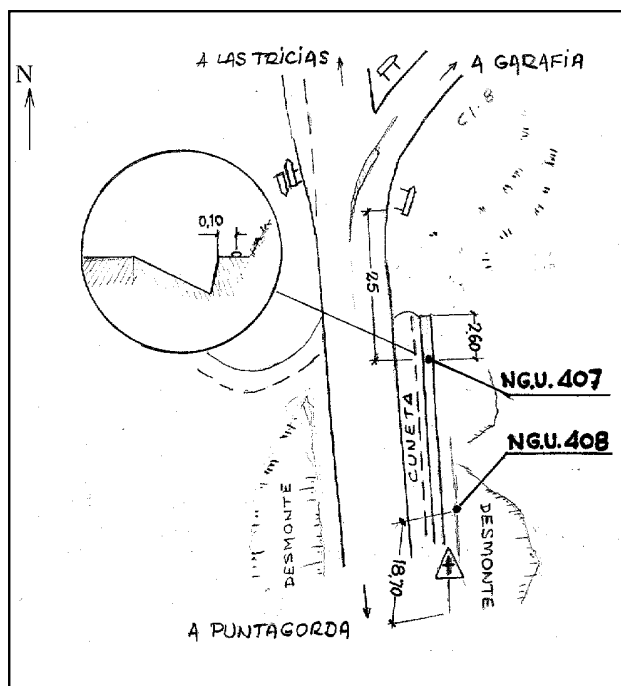 A LAS TRICIAS
A GARAFIA
N
C1-8
0,10
25
2,60
NG.U. 407
CUNETA
NG.U. 408
DESMONTE
DESMONTE
18,70
A PUNTAGORDA